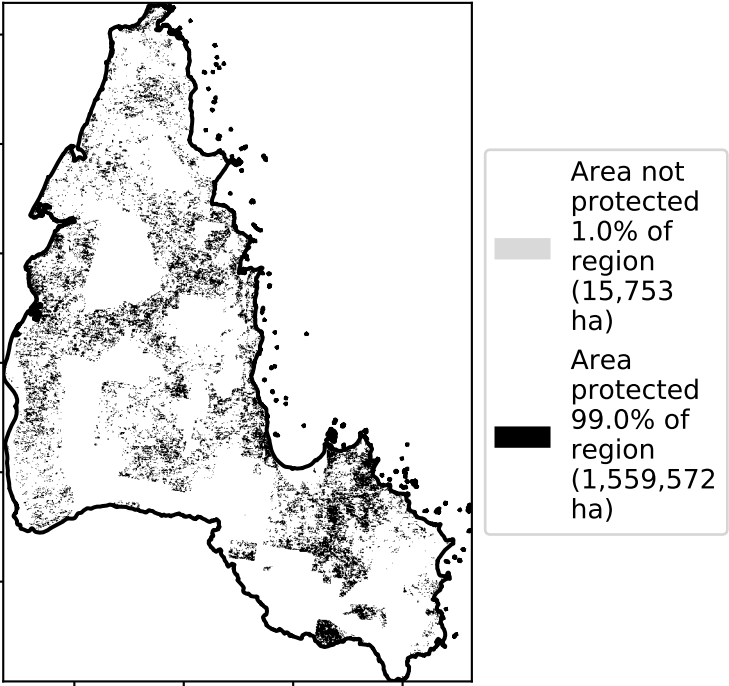 Area not
protected
1.0% of
region
(15,753
ha)
Area
protected
99.0% of
region
(1,559,572
ha)